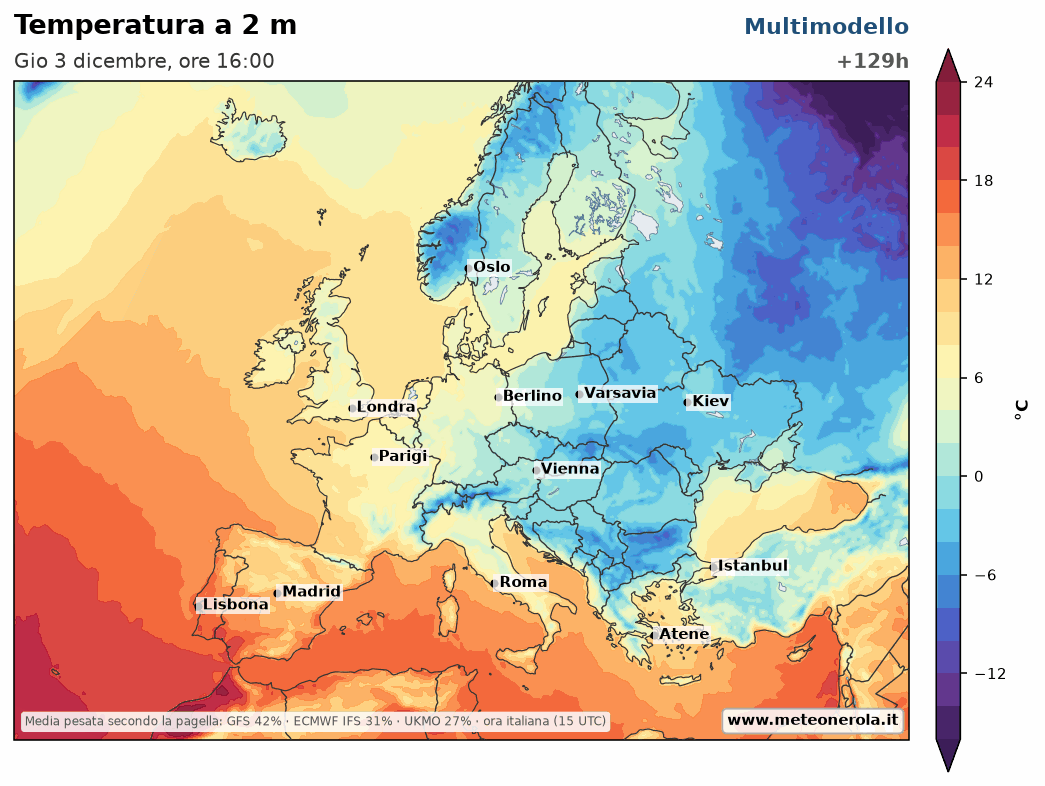 Temperatura a 2 m
Multimodello
Gio 3 dicembre, ore 16:00
+129h
24
18
12
6
0
−6
−12
°C
Oslo
Londra
Berlino
Varsavia
Kiev
Parigi
Vienna
Istanbul
Roma
Madrid
Lisbona
Atene
Media pesata secondo la pagella: GFS 42% · ECMWF IFS 31% · UKMO 27% · ora italiana (15 UTC)
www.meteonerola.it